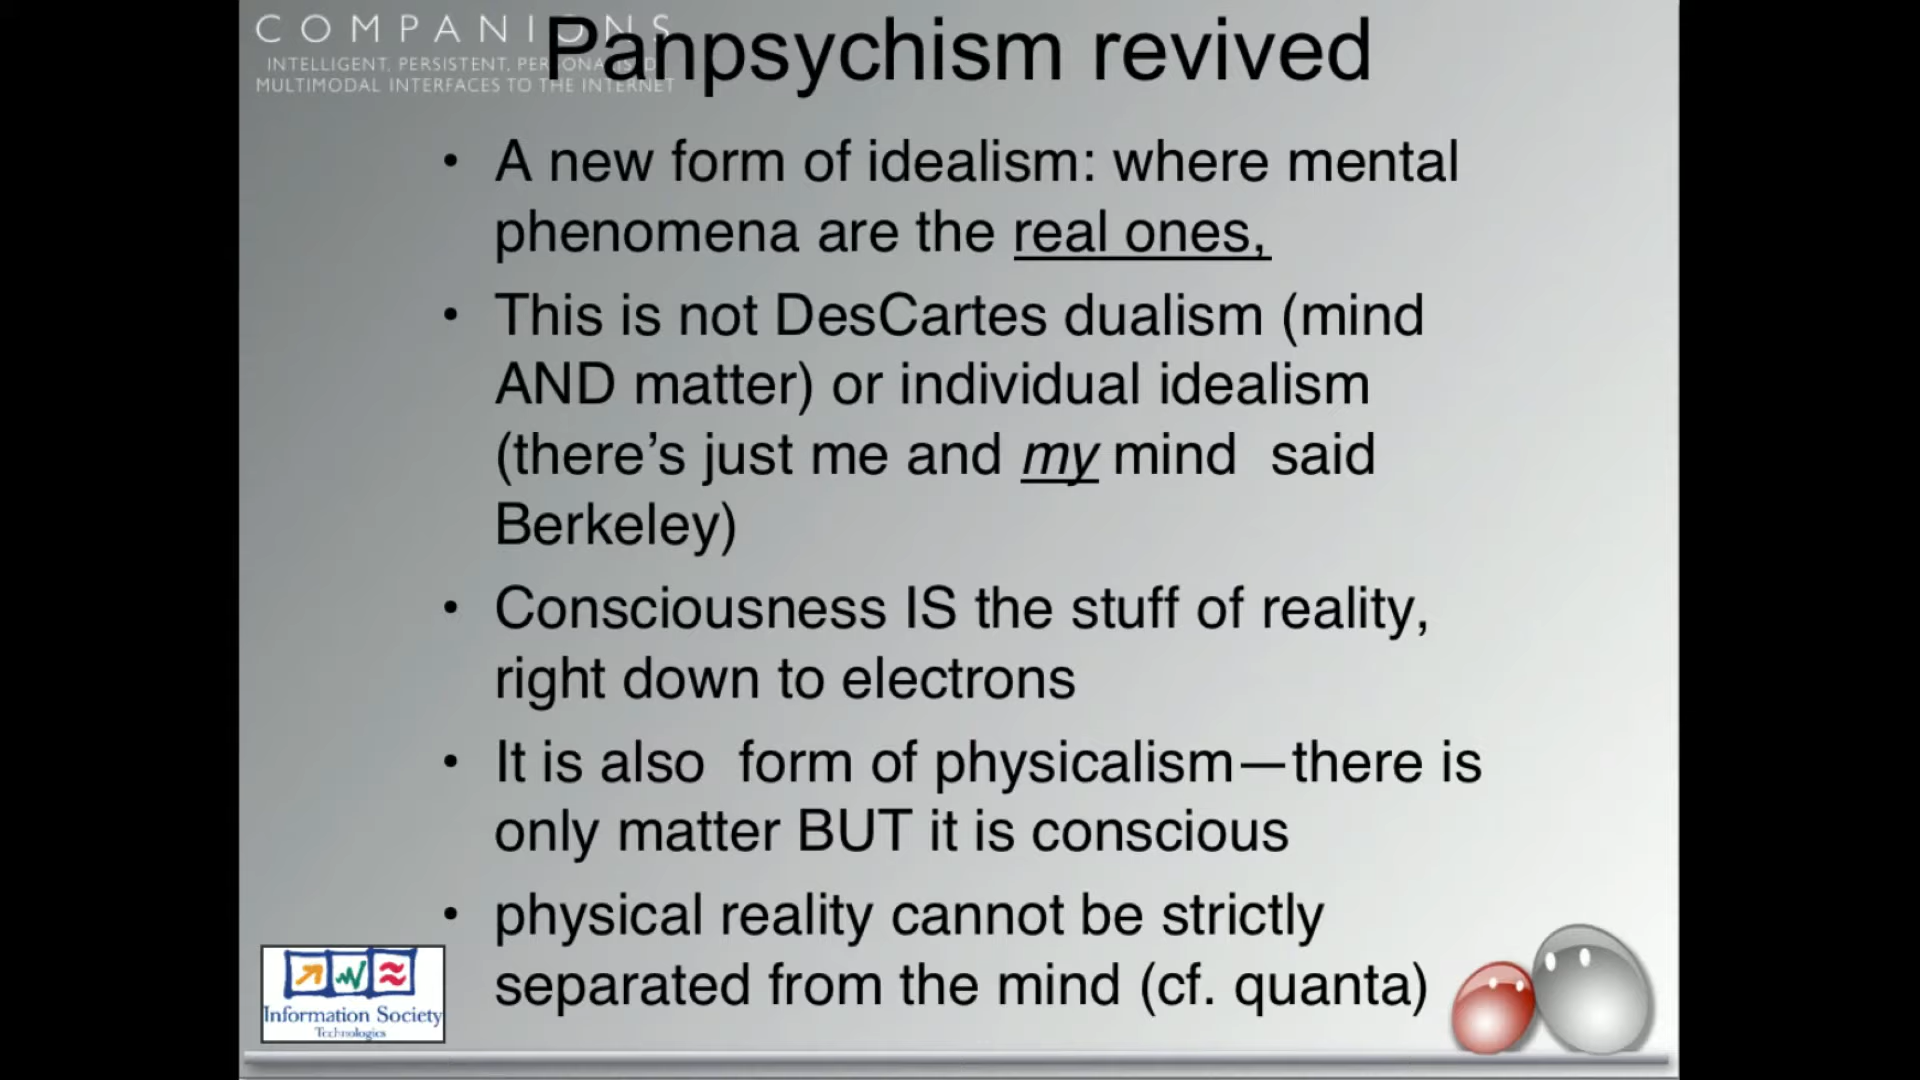 COMPANIONS
INTELLIGENT, PERSISTENT, PERSONALISED
MULTIMODAL INTERFACES TO THE INTERNET
Panpsychism revived
• A new form of idealism: where mental
phenomena are the real ones,
• This is not DesCartes dualism (mind
AND matter) or individual idealism
(there’s just me and my mind  said
Berkeley)
• Consciousness IS the stuff of reality,
right down to electrons
• It is also  form of physicalism—there is
only matter BUT it is conscious
• physical reality cannot be strictly
separated from the mind (cf. quanta)
Information Society
Technologies